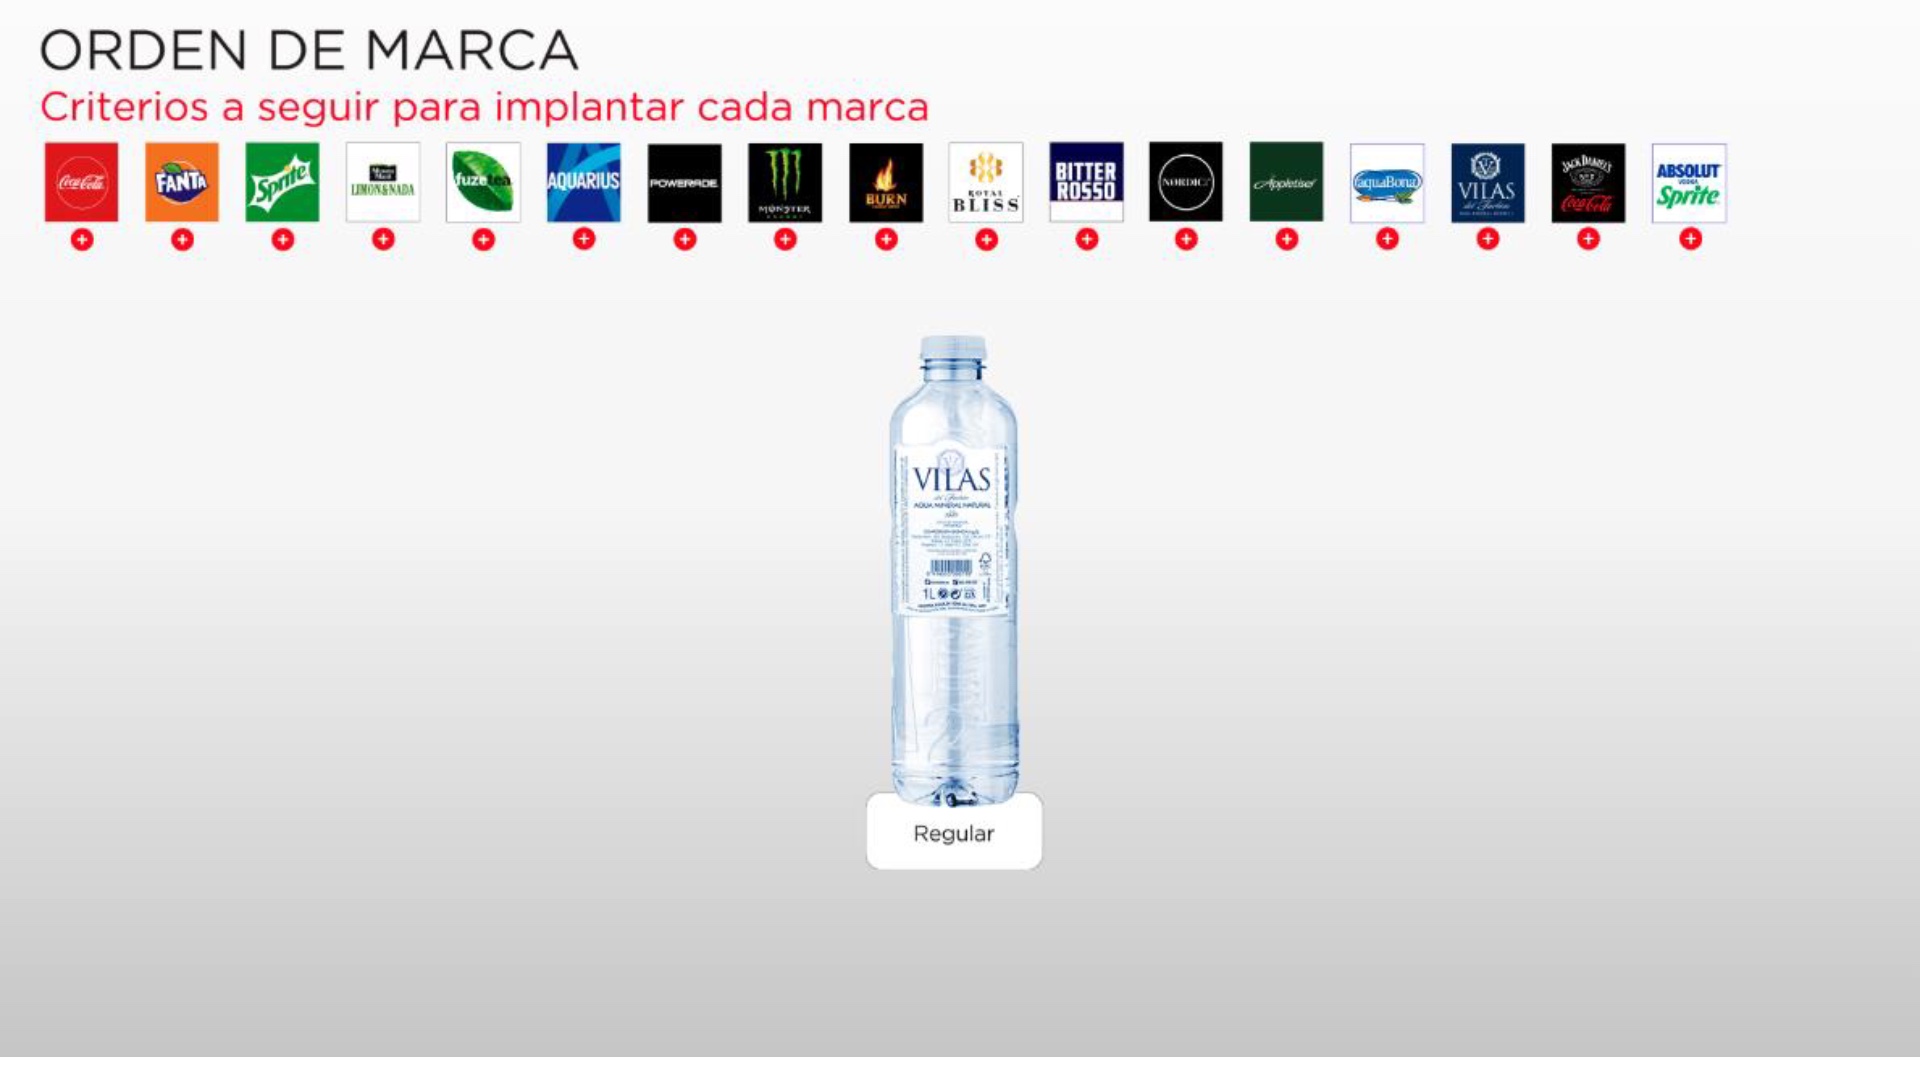 ORDEN DE MARCA
Criterios a seguir para implantar cada marca
Coca-Cola
FANTA
Sprite
Minute Maid
LIMON&NADA
fuze tea
AQUARIUS
POWERADE
MONSTER
ENERGY
BURN
ROYAL
BLISS
BITTER
ROSSO
NORDIC
Appletiser
aquaBona
VILAS
del Turbón
JACK DANIEL'S
Coca-Cola
ABSOLUT
VODKA
Sprite
VILAS
del Turbón
AGUA MINERAL NATURAL
1L
Regular